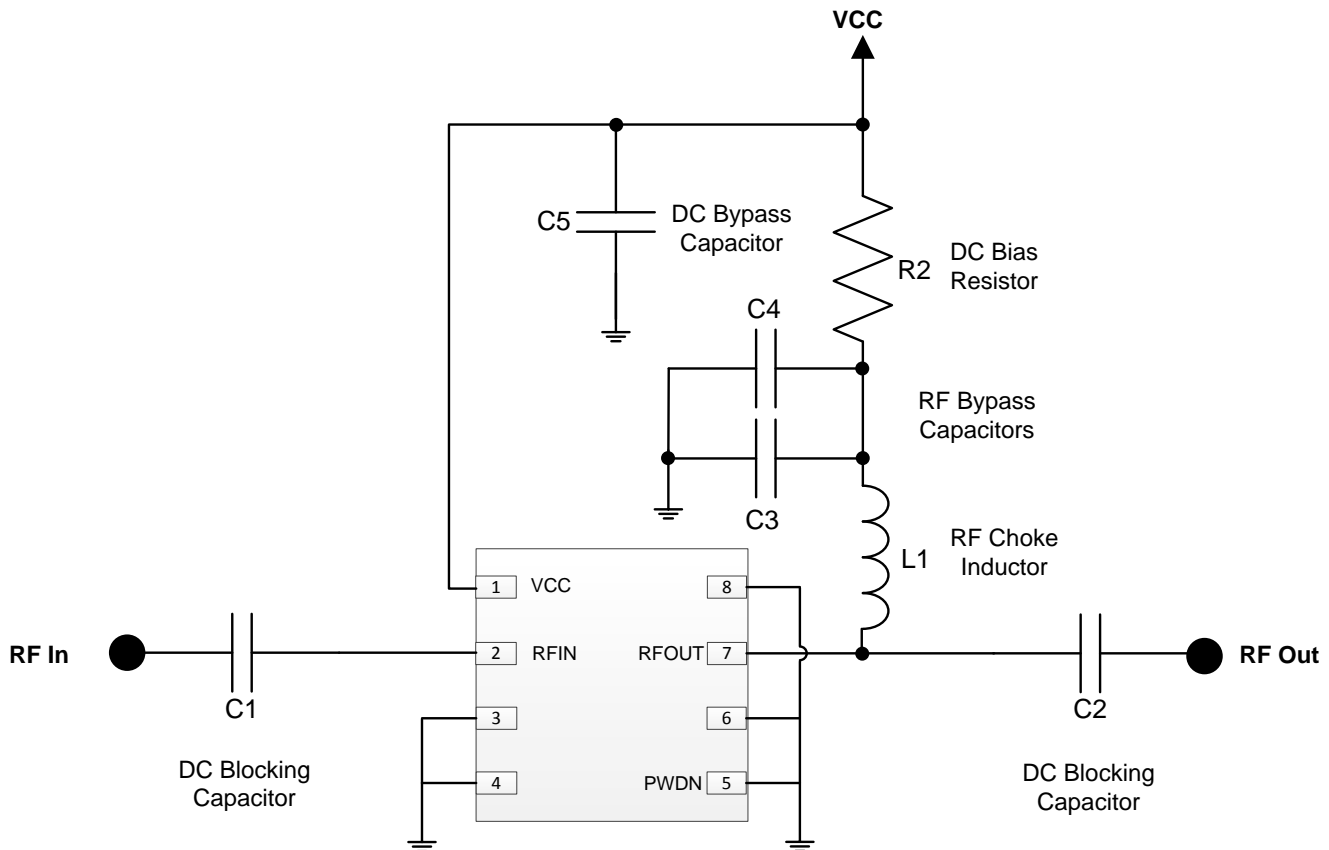 VCC
C5
DC Bypass
Capacitor
R2
DC Bias
Resistor
C4
RF Bypass
Capacitors
C3
L1
RF Choke
Inductor
1
VCC
8
RF In
2
RFIN
RFOUT
7
RF Out
C1
3
6
C2
DC Blocking
Capacitor
4
PWDN
5
DC Blocking
Capacitor